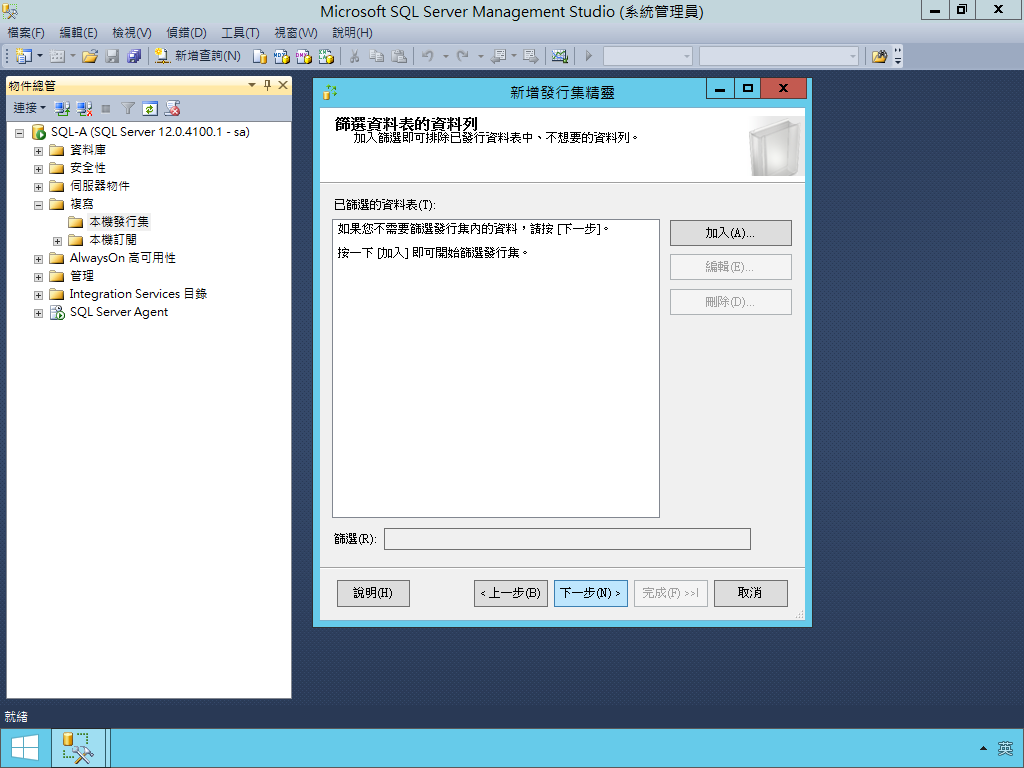 Microsoft SQL Server Management Studio (系統管理員)
檔案(F) 編輯(E) 檢視(V) 偵錯(D) 工具(T) 視窗(W) 說明(H)
新增查詢(N)
物件總管
連接
SQL-A (SQL Server 12.0.4100.1 - sa)
資料庫
安全性
伺服器物件
複寫
本機發行集
本機訂閱
AlwaysOn 高可用性
管理
Integration Services 目錄
SQL Server Agent
新增發行集精靈
篩選資料表的資料列
加入篩選即可排除已發行資料表中、不想要的資料列。
已篩選的資料表(T):
如果您不需要篩選發行集內的資料，請按 [下一步]。
按一下 [加入] 即可開始篩選發行集。
加入(A)...
編輯(E)...
刪除(D)...
篩選(R):
說明(H) < 上一步(B) 下一步(N) > 完成(F) >>| 取消
就緒
英